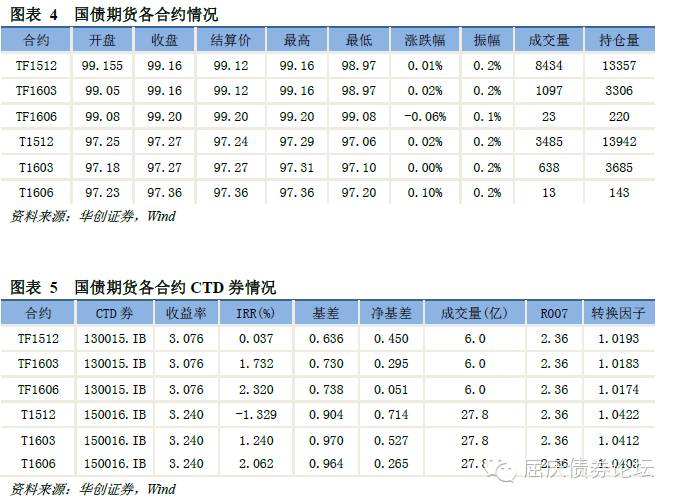 图表 4 国债期货各合约情况
合约 开盘 收盘 结算价 最高 最低 涨跌幅 振幅 成交量 持仓量
TF1512 99.155 99.16 99.12 99.16 98.97 0.01% 0.2% 8434 13357
TF1603 99.05 99.16 99.12 99.16 98.97 0.02% 0.2% 1097 3306
TF1606 99.08 99.20 99.20 99.20 99.08 -0.06% 0.1% 23 220
T1512 97.25 97.27 97.24 97.29 97.06 0.02% 0.2% 3485 13942
T1603 97.18 97.27 97.27 97.31 97.10 0.00% 0.2% 638 3685
T1606 97.23 97.36 97.36 97.36 97.20 0.10% 0.2% 13 143
资料来源：华创证券，Wind
图表 5 国债期货各合约 CTD 券情况
合约 CTD 券 收益率 IRR(%) 基差 净基差 成交量(亿) R007 转换因子
TF1512 130015.IB 3.076 0.037 0.636 0.450 6.0 2.36 1.0193
TF1603 130015.IB 3.076 1.732 0.730 0.295 6.0 2.36 1.0183
TF1606 130015.IB 3.076 2.320 0.738 0.051 6.0 2.36 1.0174
T1512 150016.IB 3.240 -1.329 0.904 0.714 27.8 2.36 1.0422
T1603 150016.IB 3.240 1.240 0.970 0.527 27.8 2.36 1.0412
T1606 150016.IB 3.240 2.062 0.964 0.265 27.8 2.36 1.0403
屈庆债券论坛
资料来源：华创证券，Wind